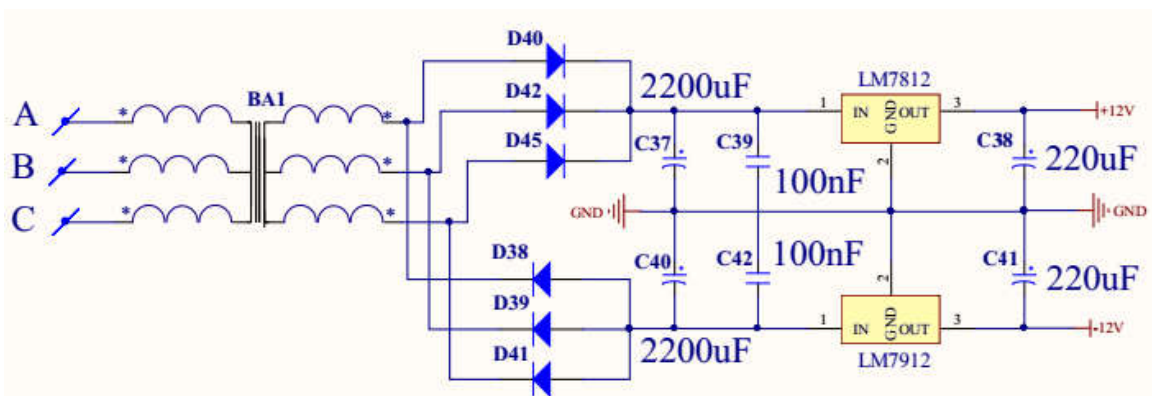 D40
2200uF
LM7812
A
BA1
D42
1
IN
GND
OUT
3
+12V
B
D45
C37
C39
2
C38
220uF
100nF
C
GND
GND
D38
C40
C42
100nF
2
C41
220uF
D39
1
IN
GND
OUT
3
-12V
D41
2200uF
LM7912